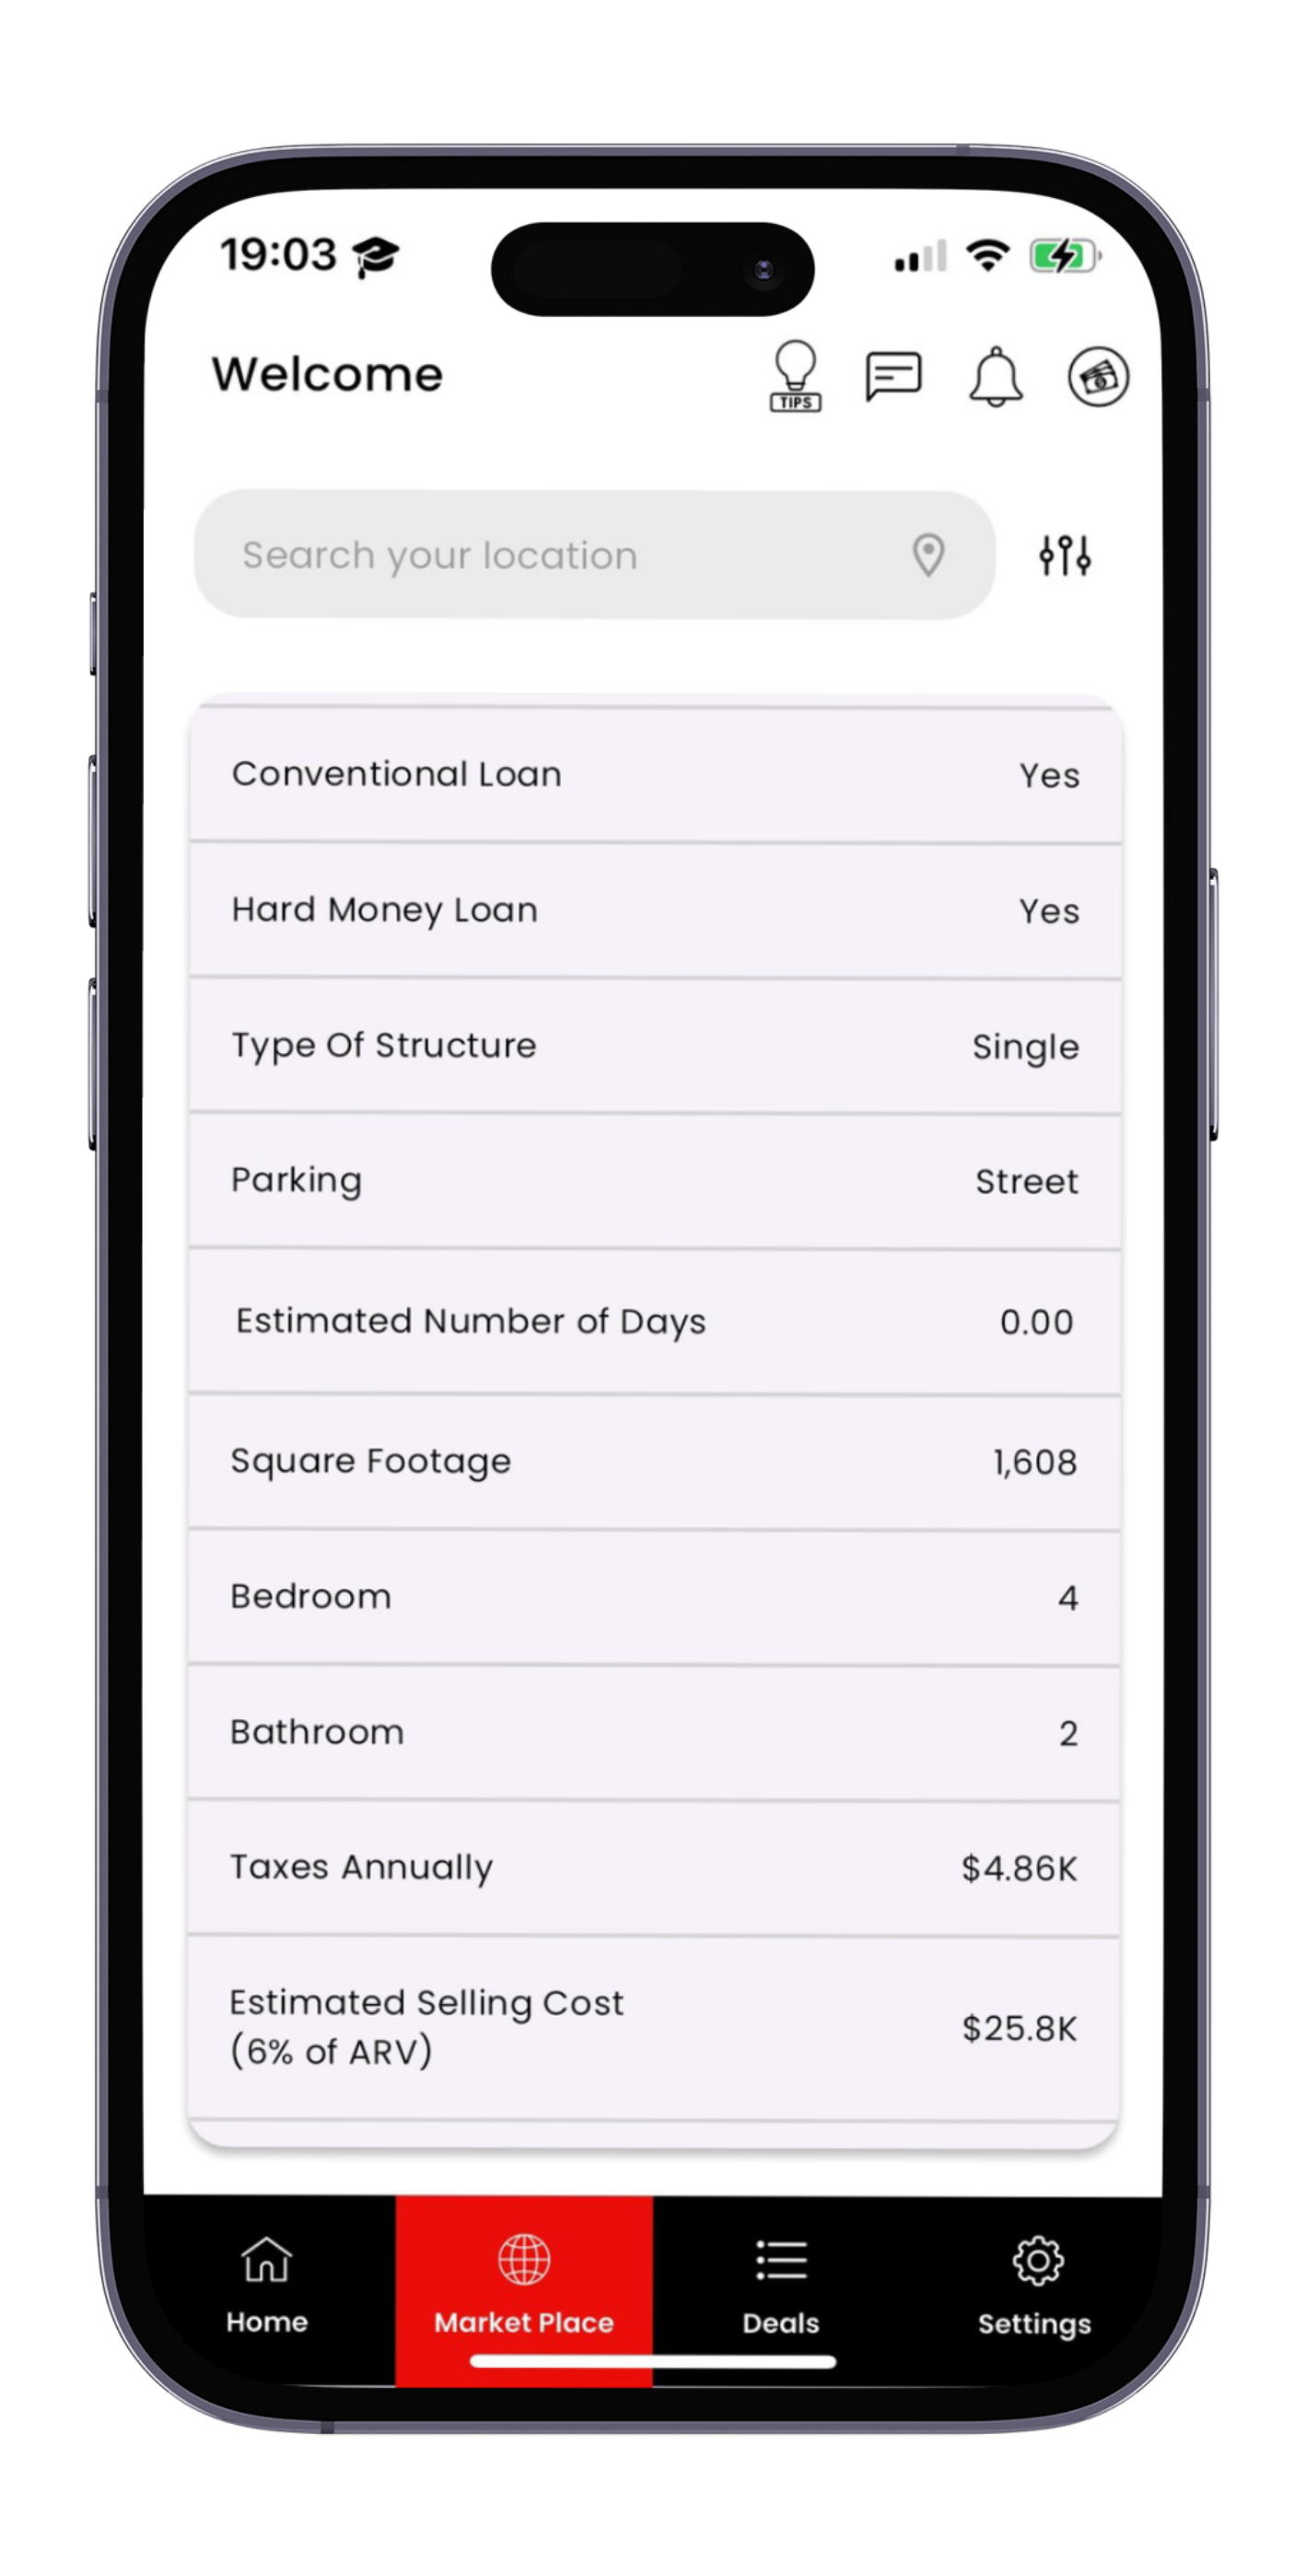 19:03
Welcome
TIPS
Search your location
Conventional Loan Yes
Hard Money Loan Yes
Type Of Structure Single
Parking Street
Estimated Number of Days 0.00
Square Footage 1,608
Bedroom 4
Bathroom 2
Taxes Annually $4.86K
Estimated Selling Cost
(6% of ARV) $25.8K
Home Market Place Deals Settings